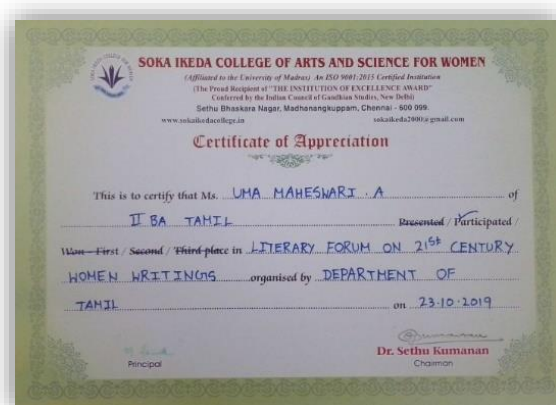 SOKA IKEDA COLLEGE OF ARTS AND SCIENCE FOR WOMEN
(Affiliated to the University of Madras) An ISO 9001:2015 Certified Institution
(The Proud Recipient of "THE INSTITUTION OF EXCELLENCE AWARD"
Conferred by the Indian Council of Gandhian Studies, New Delhi)
Sethu Bhaskara Nagar, Madhanangkuppam, Chennai - 600 099.
www.sokaikedacollege.in sokaikeda2000@gmail.com
Certificate of Appreciation
This is to certify that Ms. UMA MAHESWARI . A of
II BA TAMIL Presented / Participated /
Won - First / Second / Third place in LITERARY FORUM ON 21st CENTURY
WOMEN WRITINGS organised by DEPARTMENT OF
TAMIL on 23.10.2019
Principal
Dr. Sethu Kumanan
Chairman